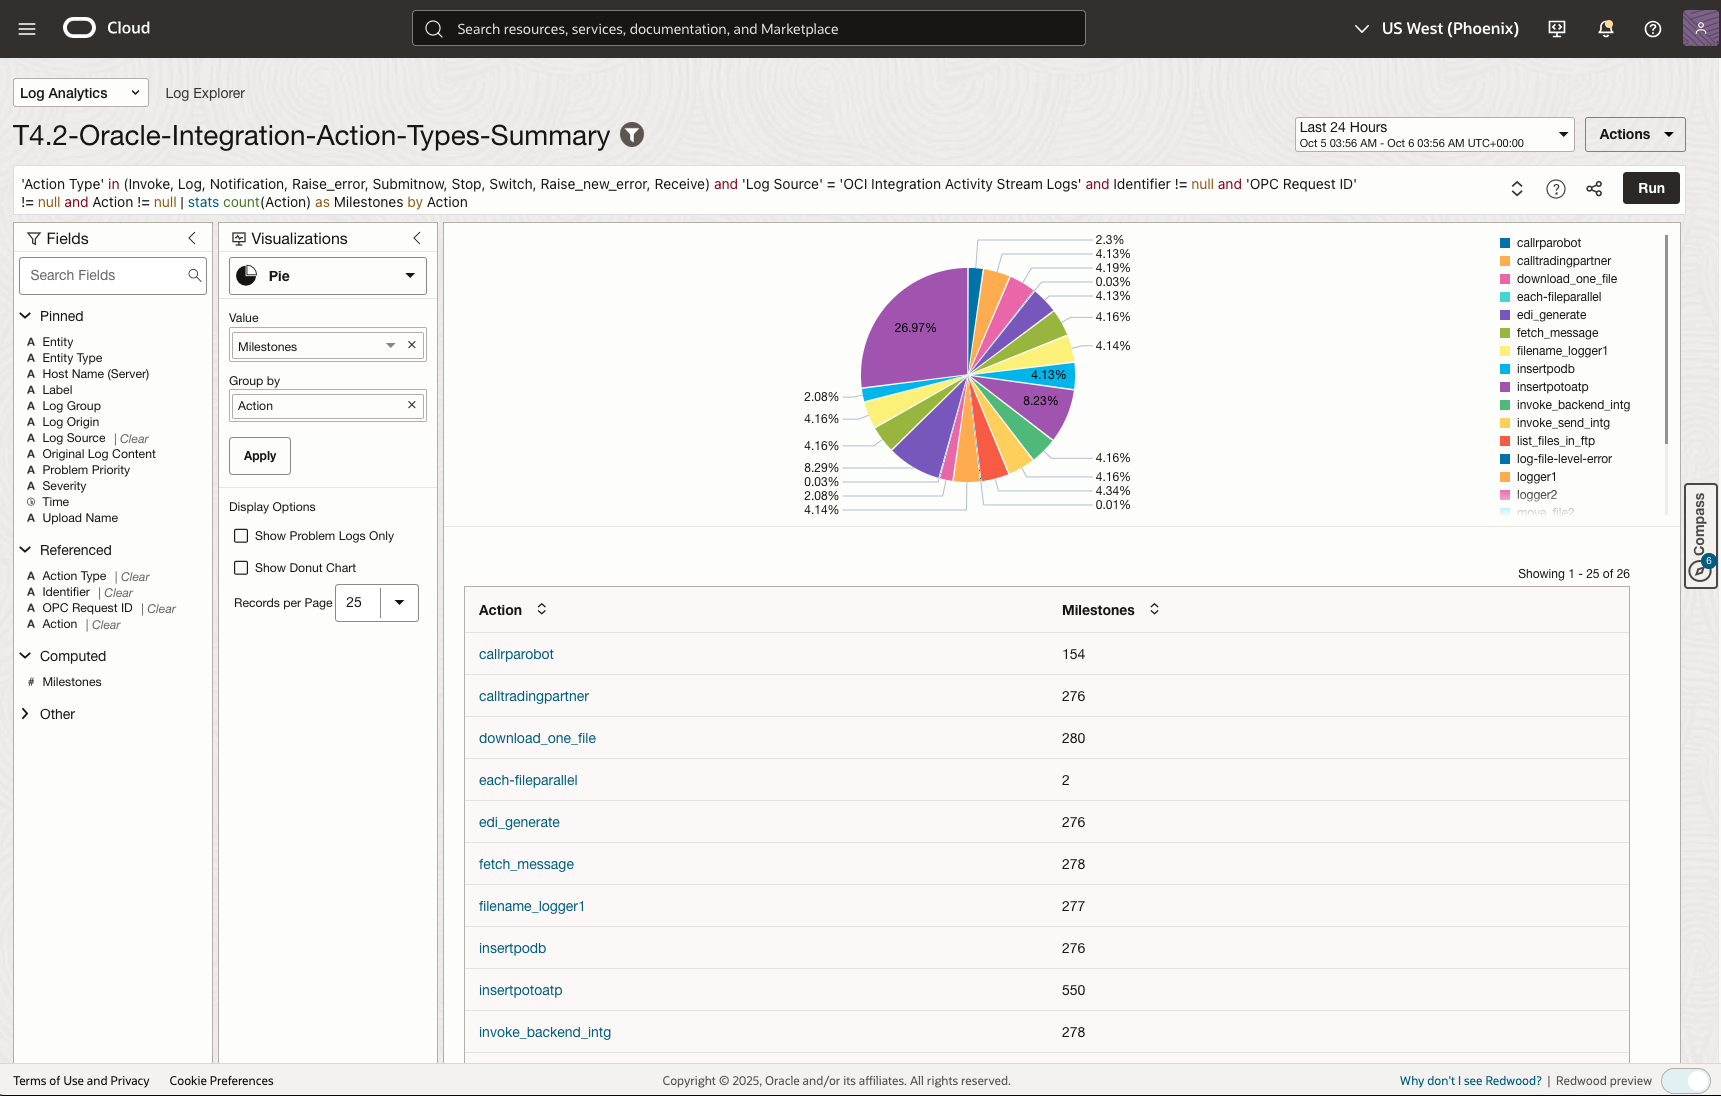 Cloud
Search resources, services, documentation, and Marketplace
US West (Phoenix)
Log Analytics
Log Explorer
T4.2-Oracle-Integration-Action-Types-Summary
Last 24 Hours
Oct 5 03:56 AM - Oct 6 03:56 AM UTC+00:00
Actions
'Action Type' in (Invoke, Log, Notification, Raise_error, Submitnow, Stop, Switch, Raise_new_error, Receive) and 'Log Source' = 'OCI Integration Activity Stream Logs' and Identifier != null and 'OPC Request ID'
!= null and Action != null | stats count(Action) as Milestones by Action
Run
Fields
Search Fields
Pinned
A Entity
A Entity Type
A Host Name (Server)
A Label
A Log Group
A Log Origin
A Log Source | Clear
A Original Log Content
A Problem Priority
A Severity
Time
A Upload Name
Referenced
A Action Type | Clear
A Identifier | Clear
A OPC Request ID | Clear
A Action | Clear
Computed
# Milestones
Other
Visualizations
Pie
Value
Milestones
Group by
Action
Apply
Display Options
Show Problem Logs Only
Show Donut Chart
Records per Page 25
2.3%
4.13%
4.19%
0.03%
4.13%
4.16%
4.14%
4.13%
8.23%
4.16%
4.16%
4.34%
0.01%
4.14%
2.08%
0.03%
8.29%
4.16%
4.16%
2.08%
26.97%
callrparobot
calltradingpartner
download_one_file
each-fileparallel
edi_generate
fetch_message
filename_logger1
insertpodb
insertpotoatp
invoke_backend_intg
invoke_send_intg
list_files_in_ftp
log-file-level-error
logger1
logger2
move_file2
Compass
6
Showing 1 - 25 of 26
Action Milestones
callrparobot 154
calltradingpartner 276
download_one_file 280
each-fileparallel 2
edi_generate 276
fetch_message 278
filename_logger1 277
insertpodb 276
insertpotoatp 550
invoke_backend_intg 278
Terms of Use and Privacy
Cookie Preferences
Copyright © 2025, Oracle and/or its affiliates. All rights reserved.
Why don't I see Redwood? | Redwood preview